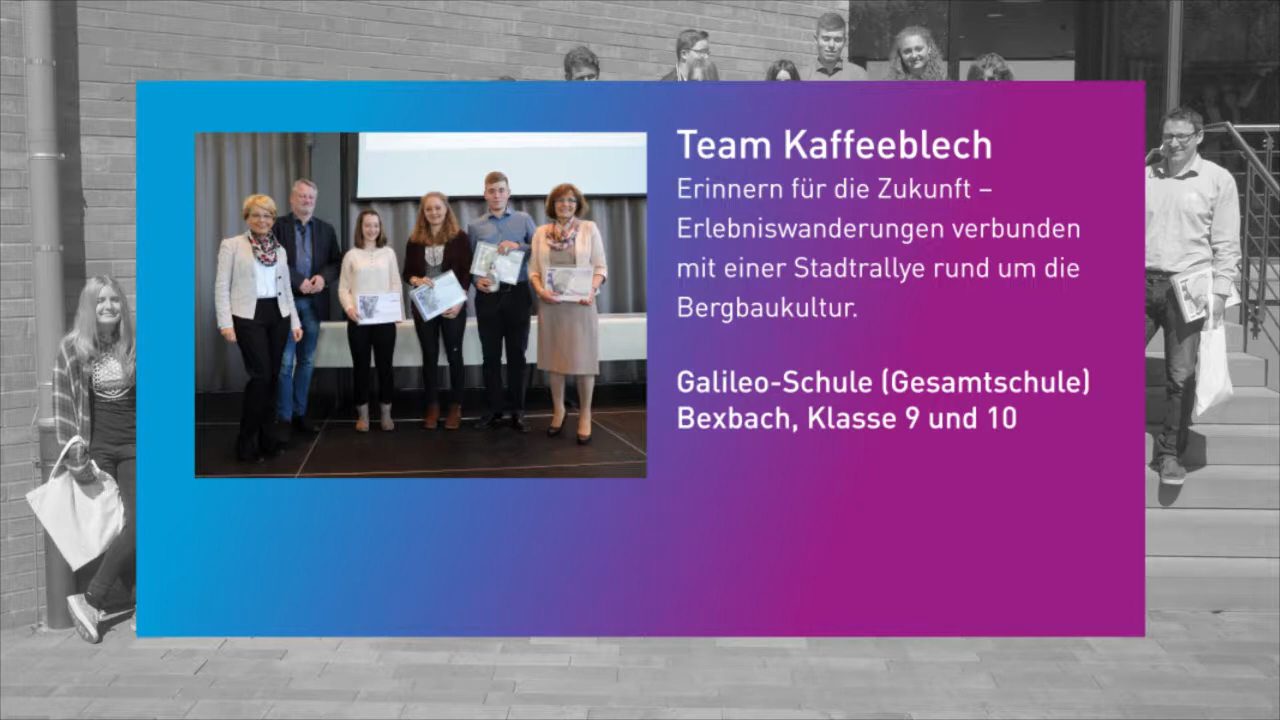 Team Kaffeeblech
Erinnern für die Zukunft –
Erlebniswanderungen verbunden
mit einer Stadtrallye rund um die
Bergbaukultur.
Galileo-Schule (Gesamtschule)
Bexbach, Klasse 9 und 10